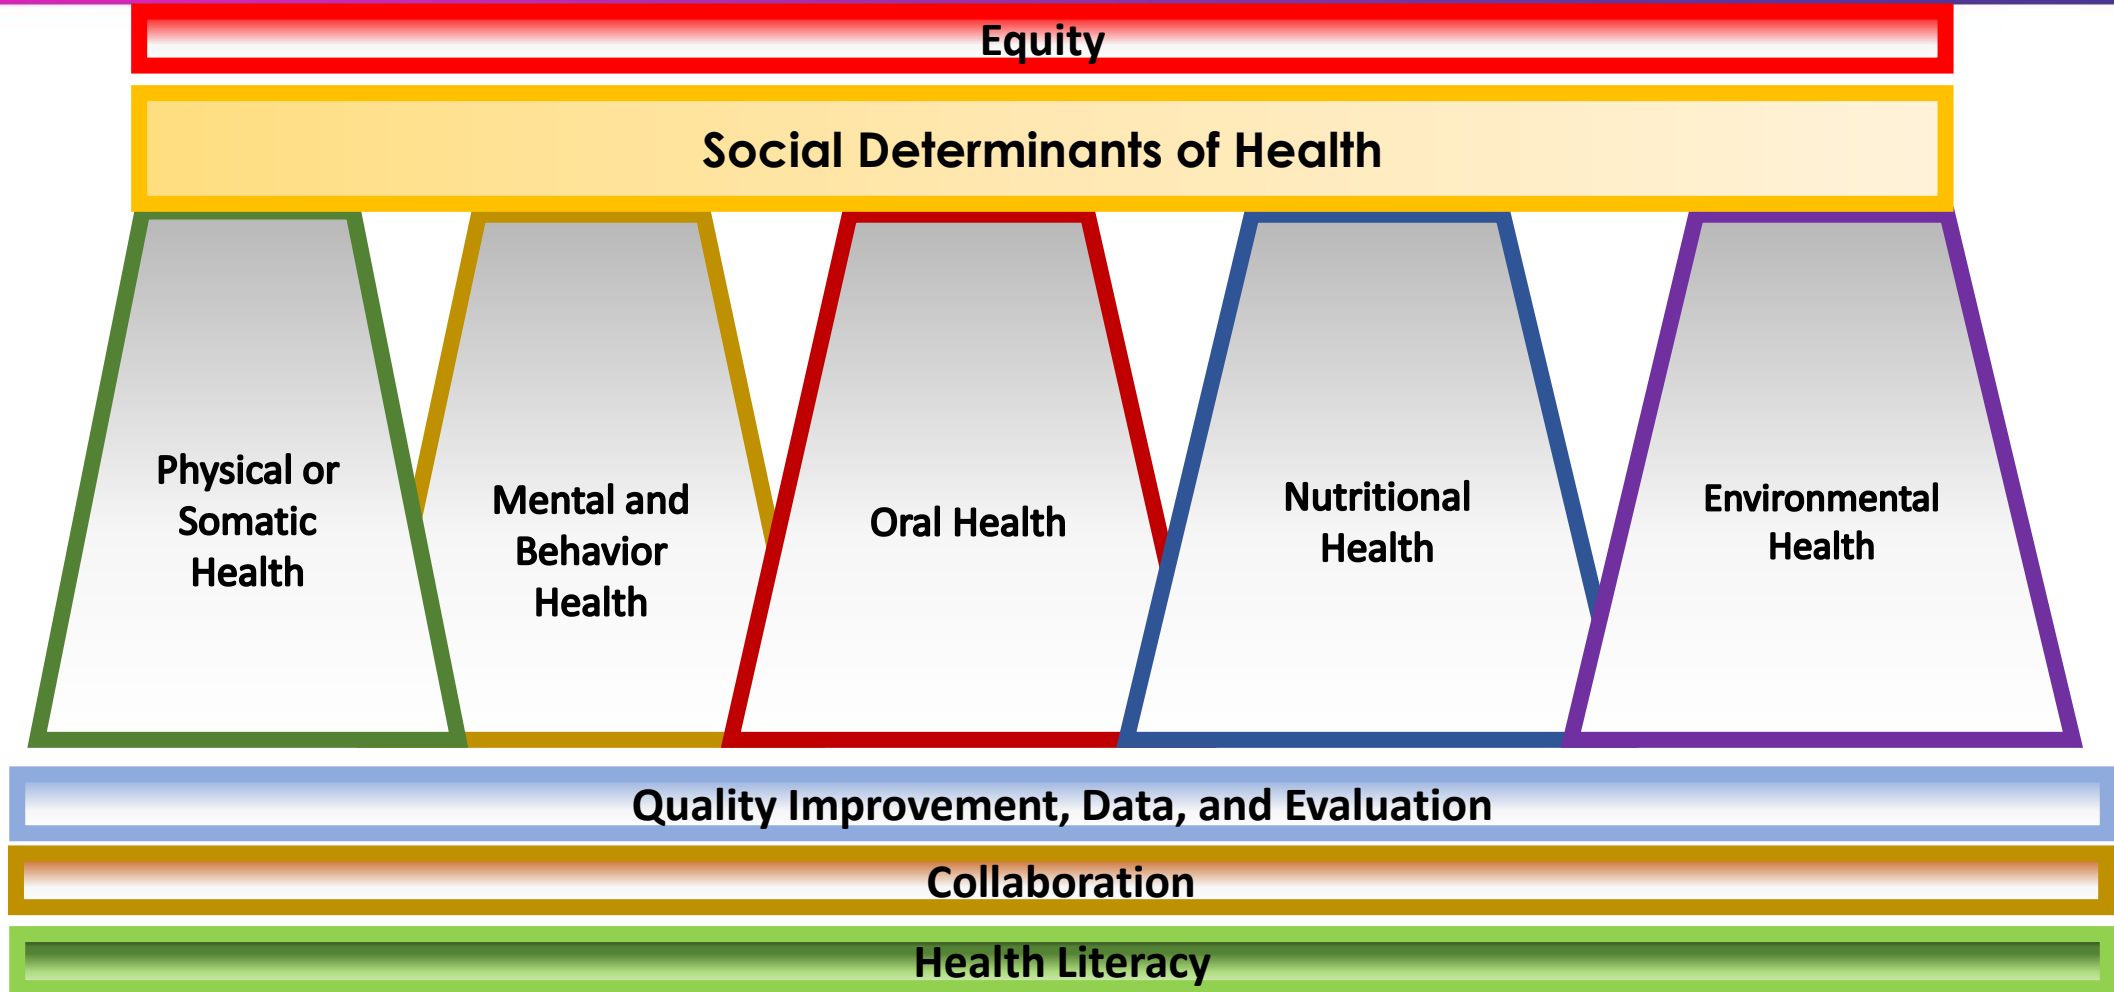 Equity
Social Determinants of Health
Physical or
Somatic
Health
Mental and
Behavior
Health
Oral Health
Nutritional
Health
Environmental
Health
Quality Improvement, Data, and Evaluation
Collaboration
Health Literacy